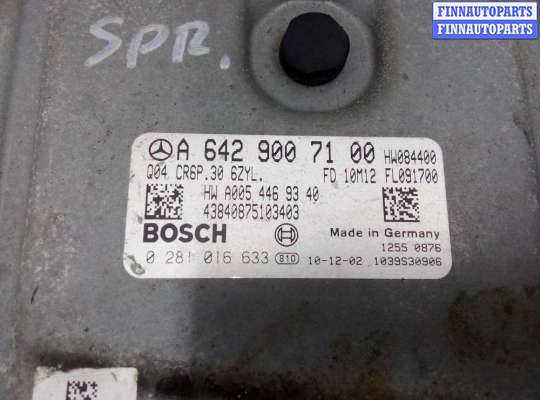 FINNAUTOPARTS
FINNAUTOPARTS
SPR.
A 642 900 71 00 HW084400
Q04 CR6P.30 6ZYL. FD 10M12 FL091700
HW A005 446 93 40
43840875103403
BOSCH Made in Germany
1255 0876
0 281 016 633 810 10-12-02 1039S30906